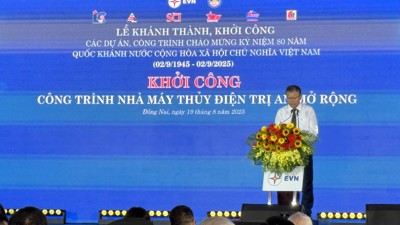 EVN
LỄ KHÁNH THÀNH, KHỞI CÔNG
CÁC DỰ ÁN, CÔNG TRÌNH CHÀO MỪNG KỶ NIỆM 80 NĂM
QUỐC KHÁNH NƯỚC CỘNG HÒA XÃ HỘI CHỦ NGHĨA VIỆT NAM
(02/9/1945 - 02/9/2025)
KHỞI CÔNG
CÔNG TRÌNH NHÀ MÁY THỦY ĐIỆN TRỊ AN MỞ RỘNG
Đồng Nai, ngày 19 tháng 8 năm 2025
EVN